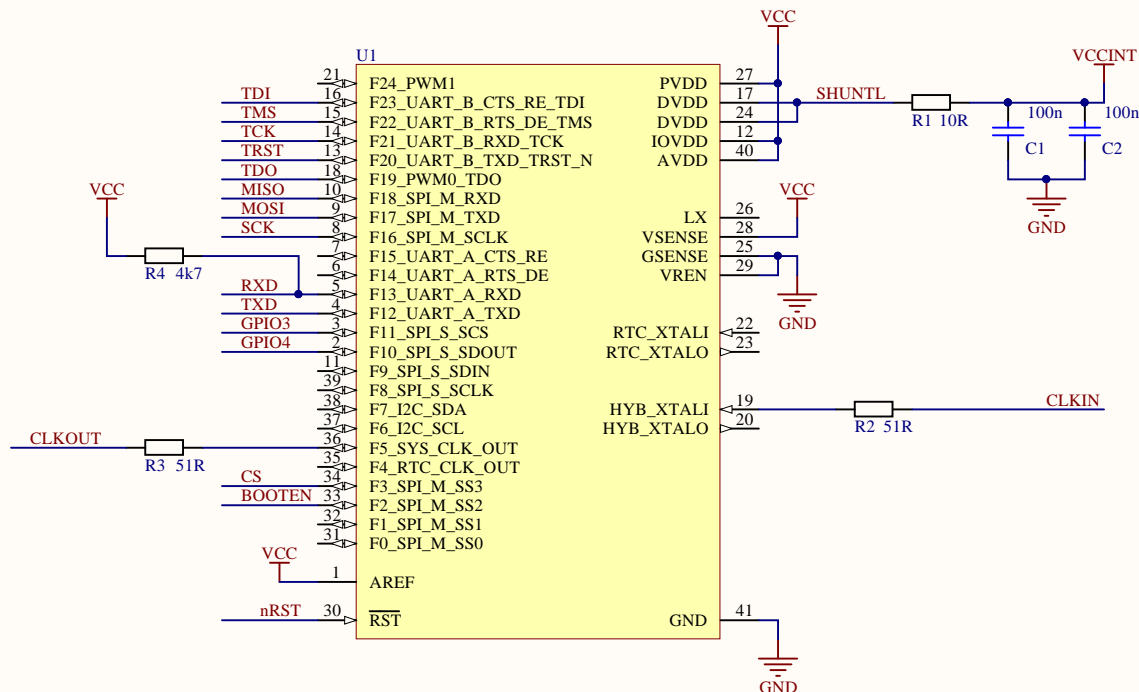 VCC
U1
VCCINT
21 F24_PWM1 PVDD 27
TDI 16 F23_UART_B_CTS_RE_TDI DVDD 17 SHUNTL
TMS 15 F22_UART_B_RTS_DE_TMS DVDD 24 R1 10R 100n 100n
TCK 14 F21_UART_B_RXD_TCK IOVDD 12 C1 C2
TRST 13 F20_UART_B_TXD_TRST_N AVDD 40
TDO 18 F19_PWM0_TDO
VCC MISO 10 F18_SPI_M_RXD VCC
MOSI 9 F17_SPI_M_TXD LX 26
SCK 8 F16_SPI_M_SCLK VSENSE 28 GND
7 F15_UART_A_CTS_RE GSENSE 25
R4 4k7 6 F14_UART_A_RTS_DE VREN 29
RXD 5 F13_UART_A_RXD
TXD 4 F12_UART_A_TXD GND
GPIO3 3 F11_SPI_S_SCS RTC_XTALI 22
GPIO4 2 F10_SPI_S_SDOUT RTC_XTALO 23
11 F9_SPI_S_SDIN
39 F8_SPI_S_SCLK
38 F7_I2C_SDA HYB_XTALI 19 CLKIN
37 F6_I2C_SCL HYB_XTALO 20 R2 51R
CLKOUT 36 F5_SYS_CLK_OUT
R3 51R 35 F4_RTC_CLK_OUT
CS 34 F3_SPI_M_SS3
BOOTEN 33 F2_SPI_M_SS2
32 F1_SPI_M_SS1
31 F0_SPI_M_SS0
VCC
1 AREF
nRST 30 RST GND 41
GND